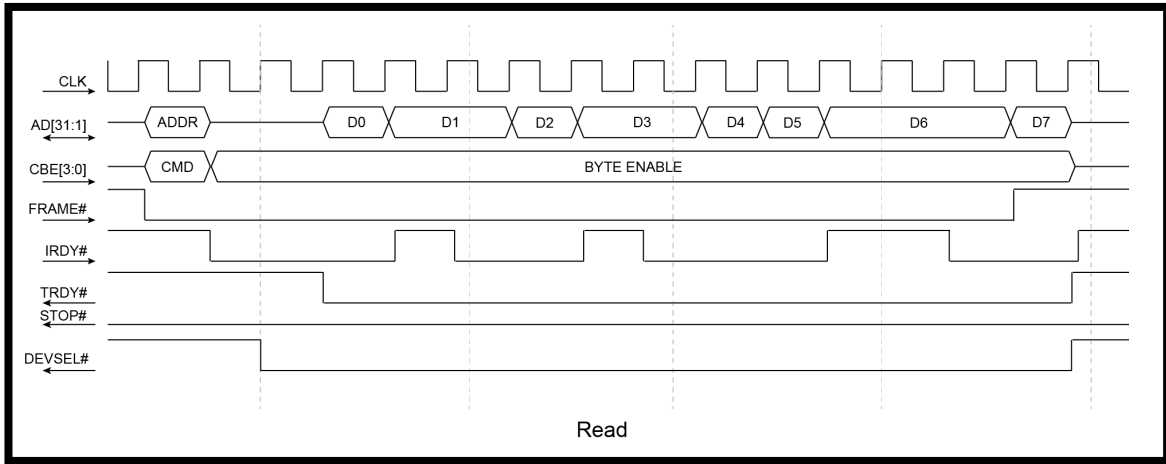 CLK
AD[31:1] ADDR D0 D1 D2 D3 D4 D5 D6 D7
CBE[3:0] CMD BYTE ENABLE
FRAME#
IRDY#
TRDY#
STOP#
DEVSEL#
Read